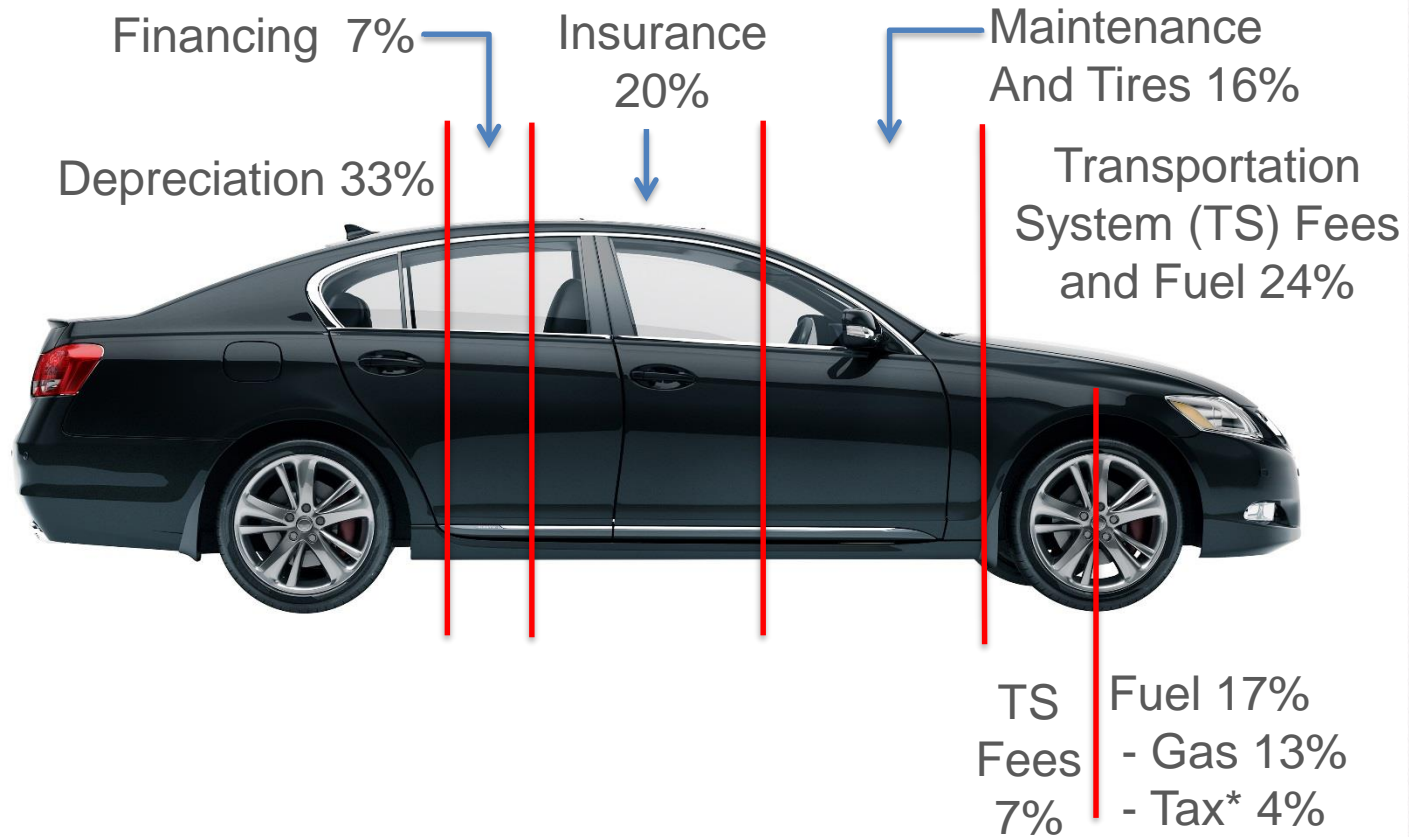 Financing 7%
Insurance
20%
Maintenance
And Tires 16%
Depreciation 33%
Transportation
System (TS) Fees
and Fuel 24%
TS
Fees
7%
Fuel 17%
- Gas 13%
- Tax* 4%